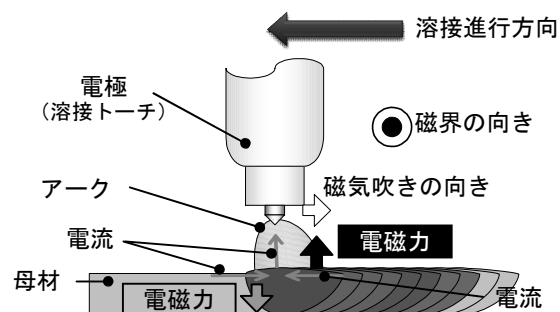 溶接進行方向
電極
（溶接トーチ）
磁界の向き
アーク
磁気吹きの向き
電流
電磁力
母材
電磁力
電流